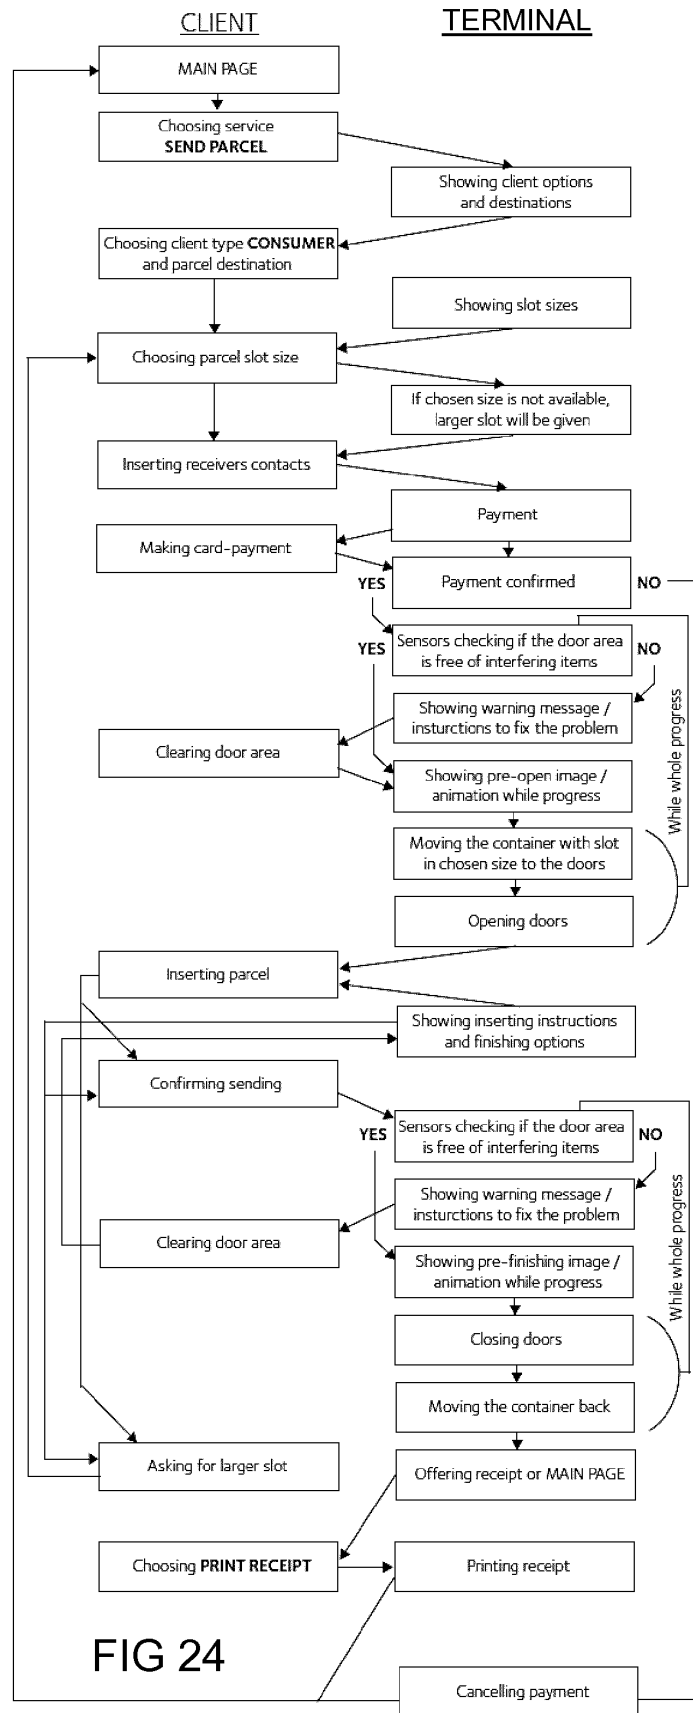 CLIENT
TERMINAL
MAIN PAGE
Choosing service
SEND PARCEL
Showing client options
and destinations
Choosing client type CONSUMER
and parcel destination
Showing slot sizes
Choosing parcel slot size
If chosen size is not available,
larger slot will be given
Inserting receivers contacts
Payment
Making card-payment
Payment confirmed
YES
NO
Sensors checking if the door area
is free of interfering items
YES
NO
Showing warning message /
insturctions to fix the problem
While whole progress
Clearing door area
Showing pre-open image /
animation while progress
Moving the container with slot
in chosen size to the doors
Opening doors
Inserting parcel
Showing inserting instructions
and finishing options
Confirming sending
Sensors checking if the door area
is free of interfering items
YES
NO
Showing warning message /
insturctions to fix the problem
While whole progress
Clearing door area
Showing pre-finishing image /
animation while progress
Closing doors
Moving the container back
Asking for larger slot
Offering receipt or MAIN PAGE
Choosing PRINT RECEIPT
Printing receipt
FIG 24
Cancelling payment